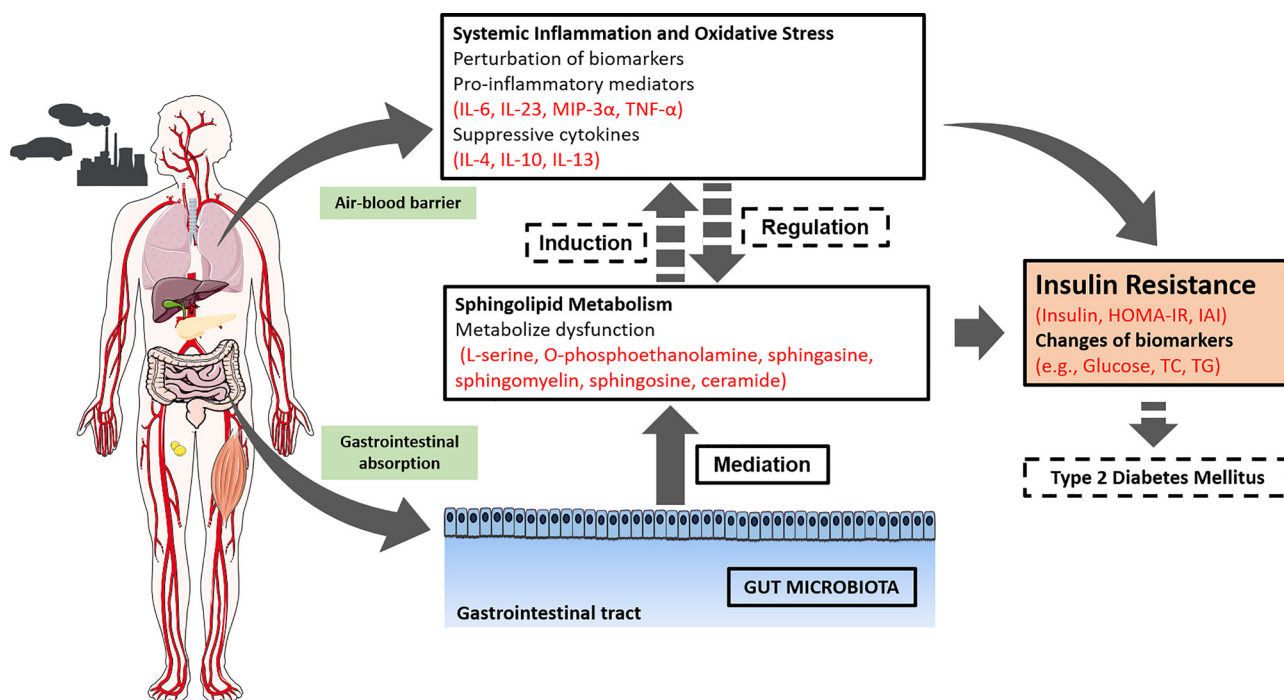 Systemic Inflammation and Oxidative Stress
Perturbation of biomarkers
Pro-inflammatory mediators
(IL-6, IL-23, MIP-3α, TNF-α)
Suppressive cytokines
(IL-4, IL-10, IL-13)
Air-blood barrier
Induction
Regulation
Sphingolipid Metabolism
Metabolize dysfunction
(L-serine, O-phosphoethanolamine, sphingasine,
sphingomyelin, sphingosine, ceramide)
Insulin Resistance
(Insulin, HOMA-IR, IAI)
Changes of biomarkers
(e.g., Glucose, TC, TG)
Gastrointestinal
absorption
Mediation
Type 2 Diabetes Mellitus
GUT MICROBIOTA
Gastrointestinal tract